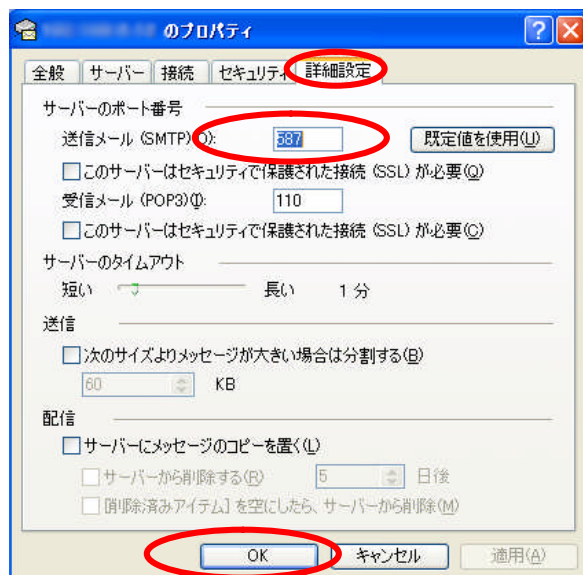 のプロパティ
全般 サーバー 接続 セキュリティ 詳細設定
サーバーのポート番号
送信メール (SMTP)(O): 587 既定値を使用(U)
このサーバーはセキュリティで保護された接続 (SSL) が必要(Q)
受信メール (POP3)(I): 110
このサーバーはセキュリティで保護された接続 (SSL) が必要(C)
サーバーのタイムアウト
短い 長い 1 分
送信
次のサイズよりメッセージが大きい場合は分割する(B)
60 KB
配信
サーバーにメッセージのコピーを置く(L)
サーバーから削除する(R) 5 日後
[削除済みアイテム] を空にしたら、サーバーから削除(M)
OK キャンセル 適用(A)